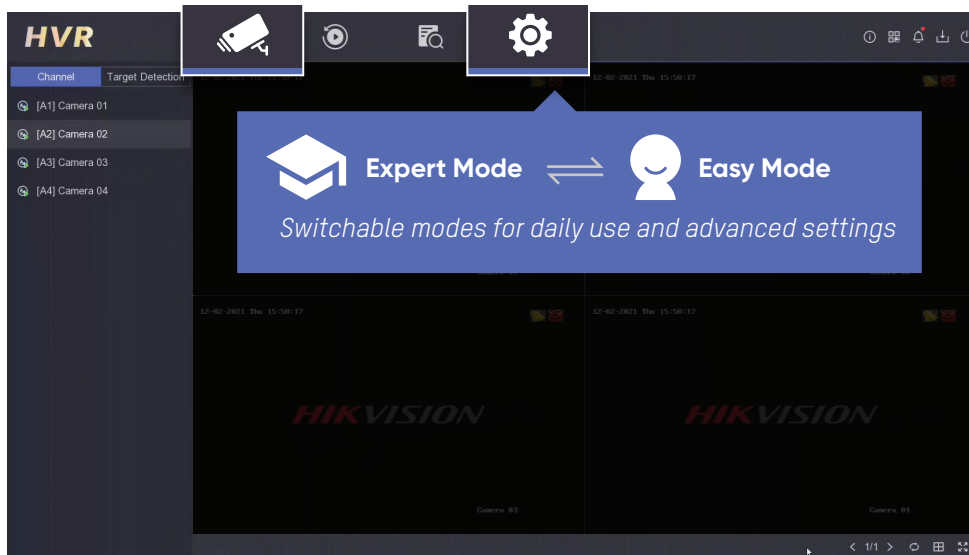 HVR
Channel Target Detection
12-02-2021 Thu 15:50:17
[A1] Camera 01
[A2] Camera 02
[A3] Camera 03
[A4] Camera 04
Expert Mode Easy Mode
Switchable modes for daily use and advanced settings
12-02-2021 Thu 15:50:17 12-02-2021 Thu 15:50:17
HIKVISION HIKVISION
Camera 03 Camera 04
1/1